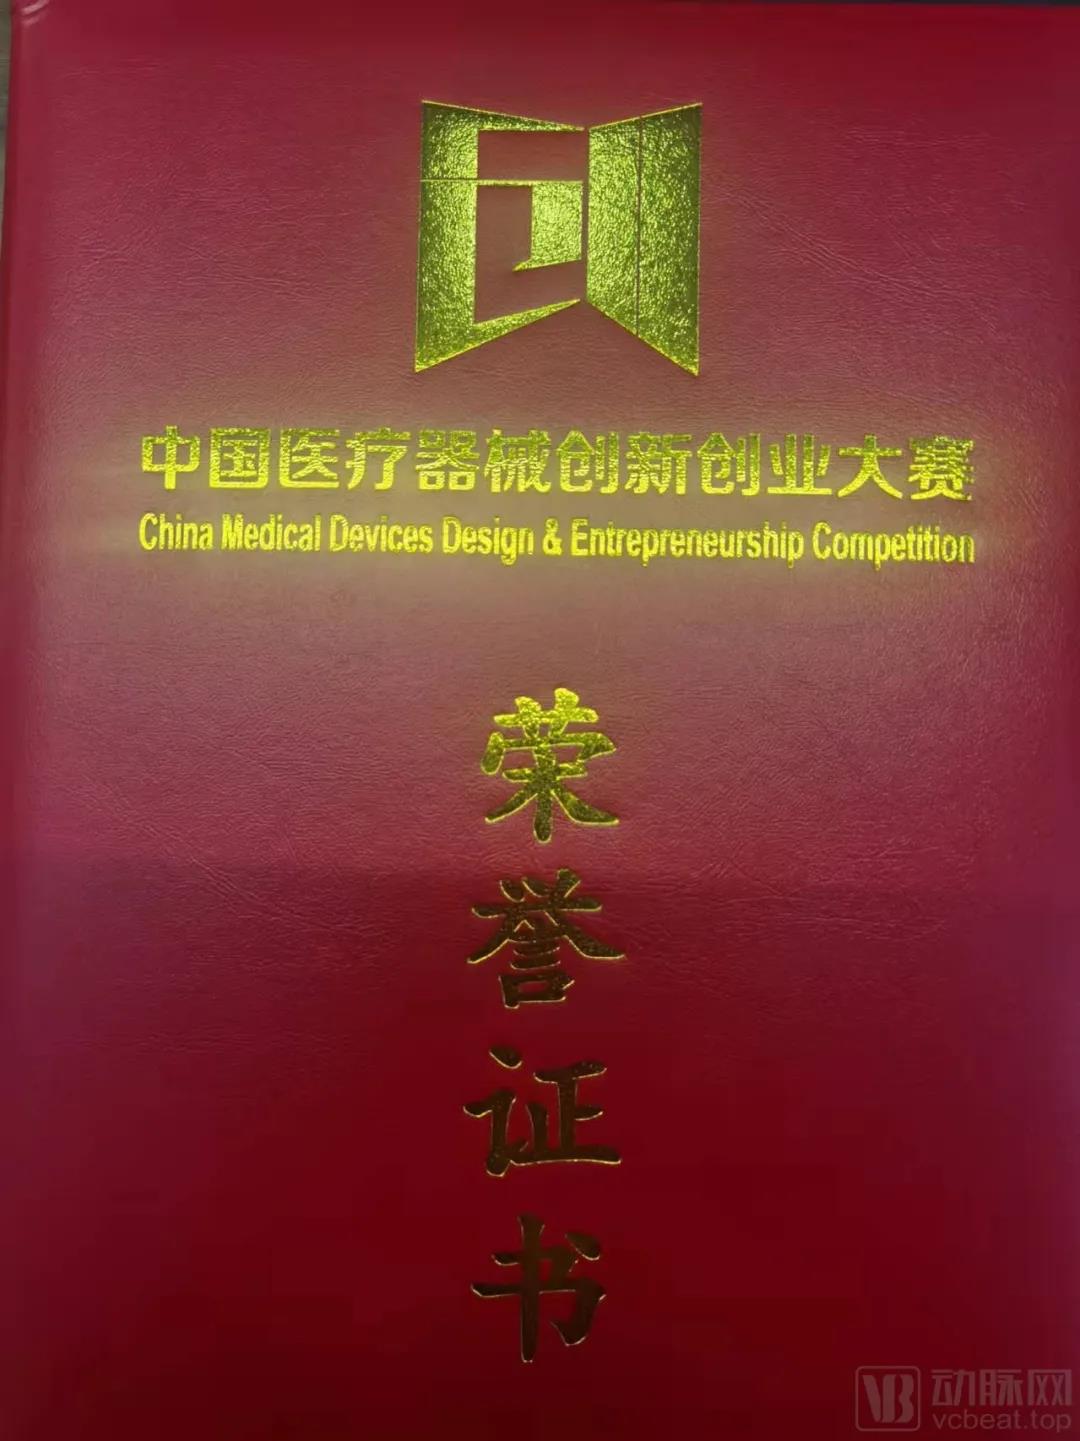 中国医疗器械创新创业大赛
China Medical Devices Design & Entrepreneurship Competition
荣
誉
证
书
VB 动脉网
vcbeat.top